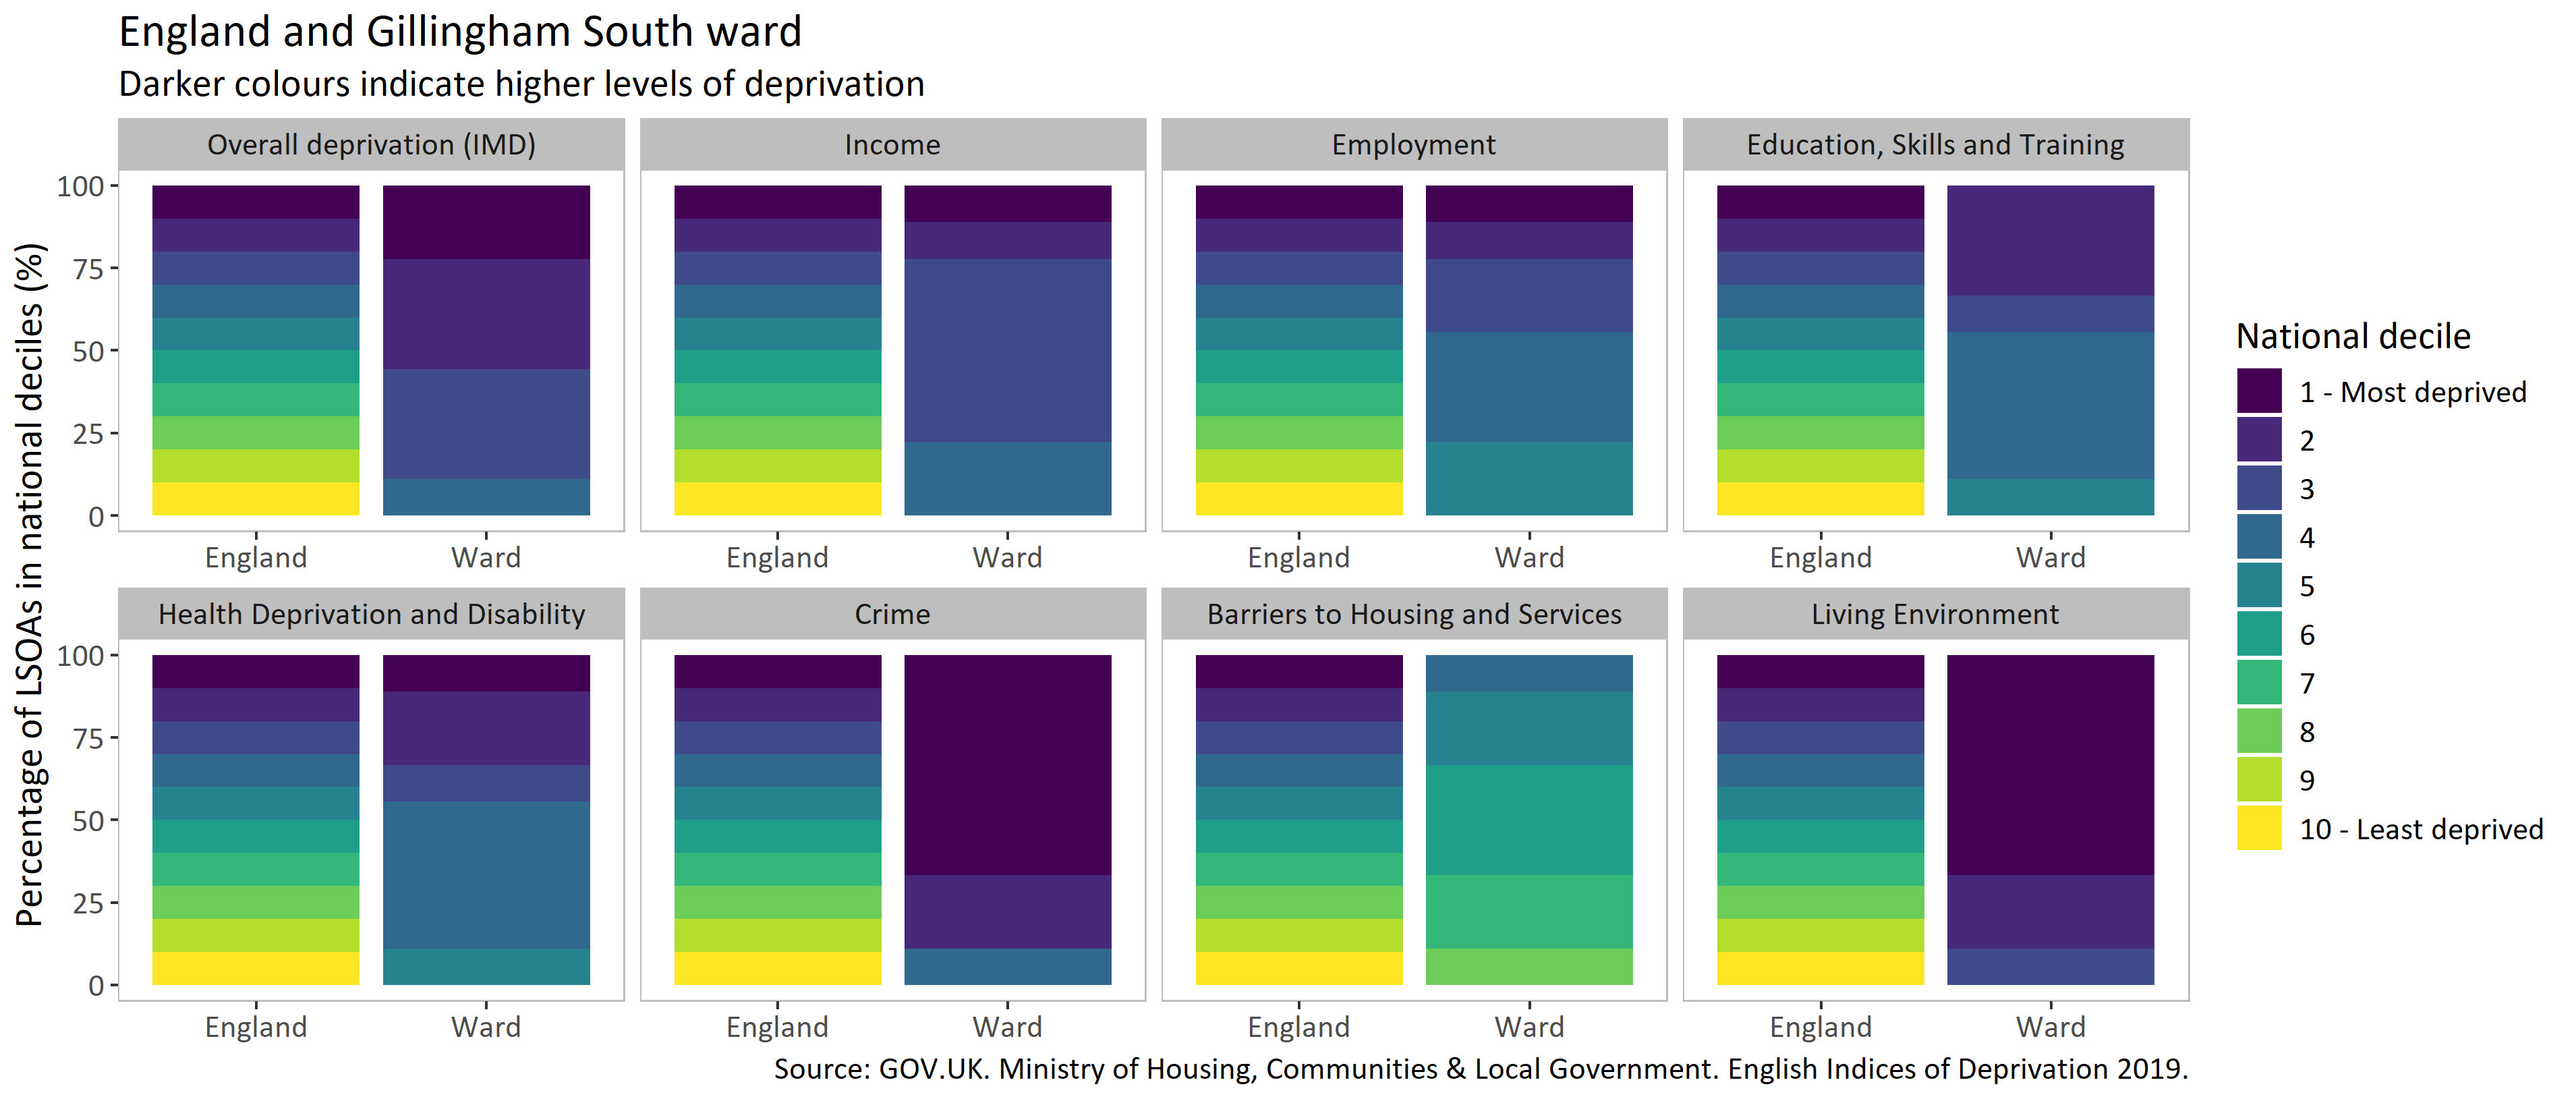 England and Gillingham South ward
Darker colours indicate higher levels of deprivation
Percentage of LSOAs in national deciles (%)
Overall deprivation (IMD)
Income
Employment
Education, Skills and Training
100
75
50
25
0
England
Ward
England
Ward
England
Ward
England
Ward
Health Deprivation and Disability
Crime
Barriers to Housing and Services
Living Environment
100
75
50
25
0
England
Ward
England
Ward
England
Ward
England
Ward
National decile
1 - Most deprived
2
3
4
5
6
7
8
9
10 - Least deprived
Source: GOV.UK. Ministry of Housing, Communities & Local Government. English Indices of Deprivation 2019.